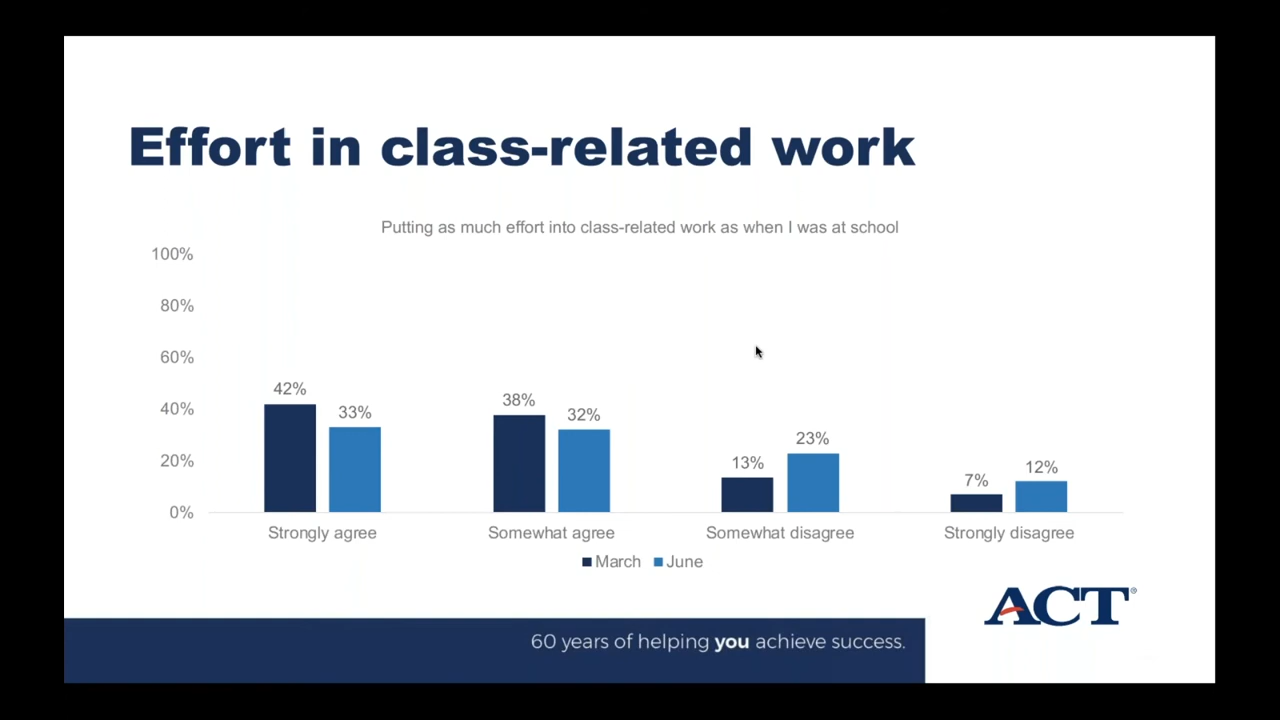 Effort in class-related work
Putting as much effort into class-related work as when I was at school
100%
80%
60%
40%
20%
0%
42%
33%
38%
32%
13%
23%
7%
12%
Strongly agree
Somewhat agree
Somewhat disagree
Strongly disagree
March
June
ACT®
60 years of helping you achieve success.